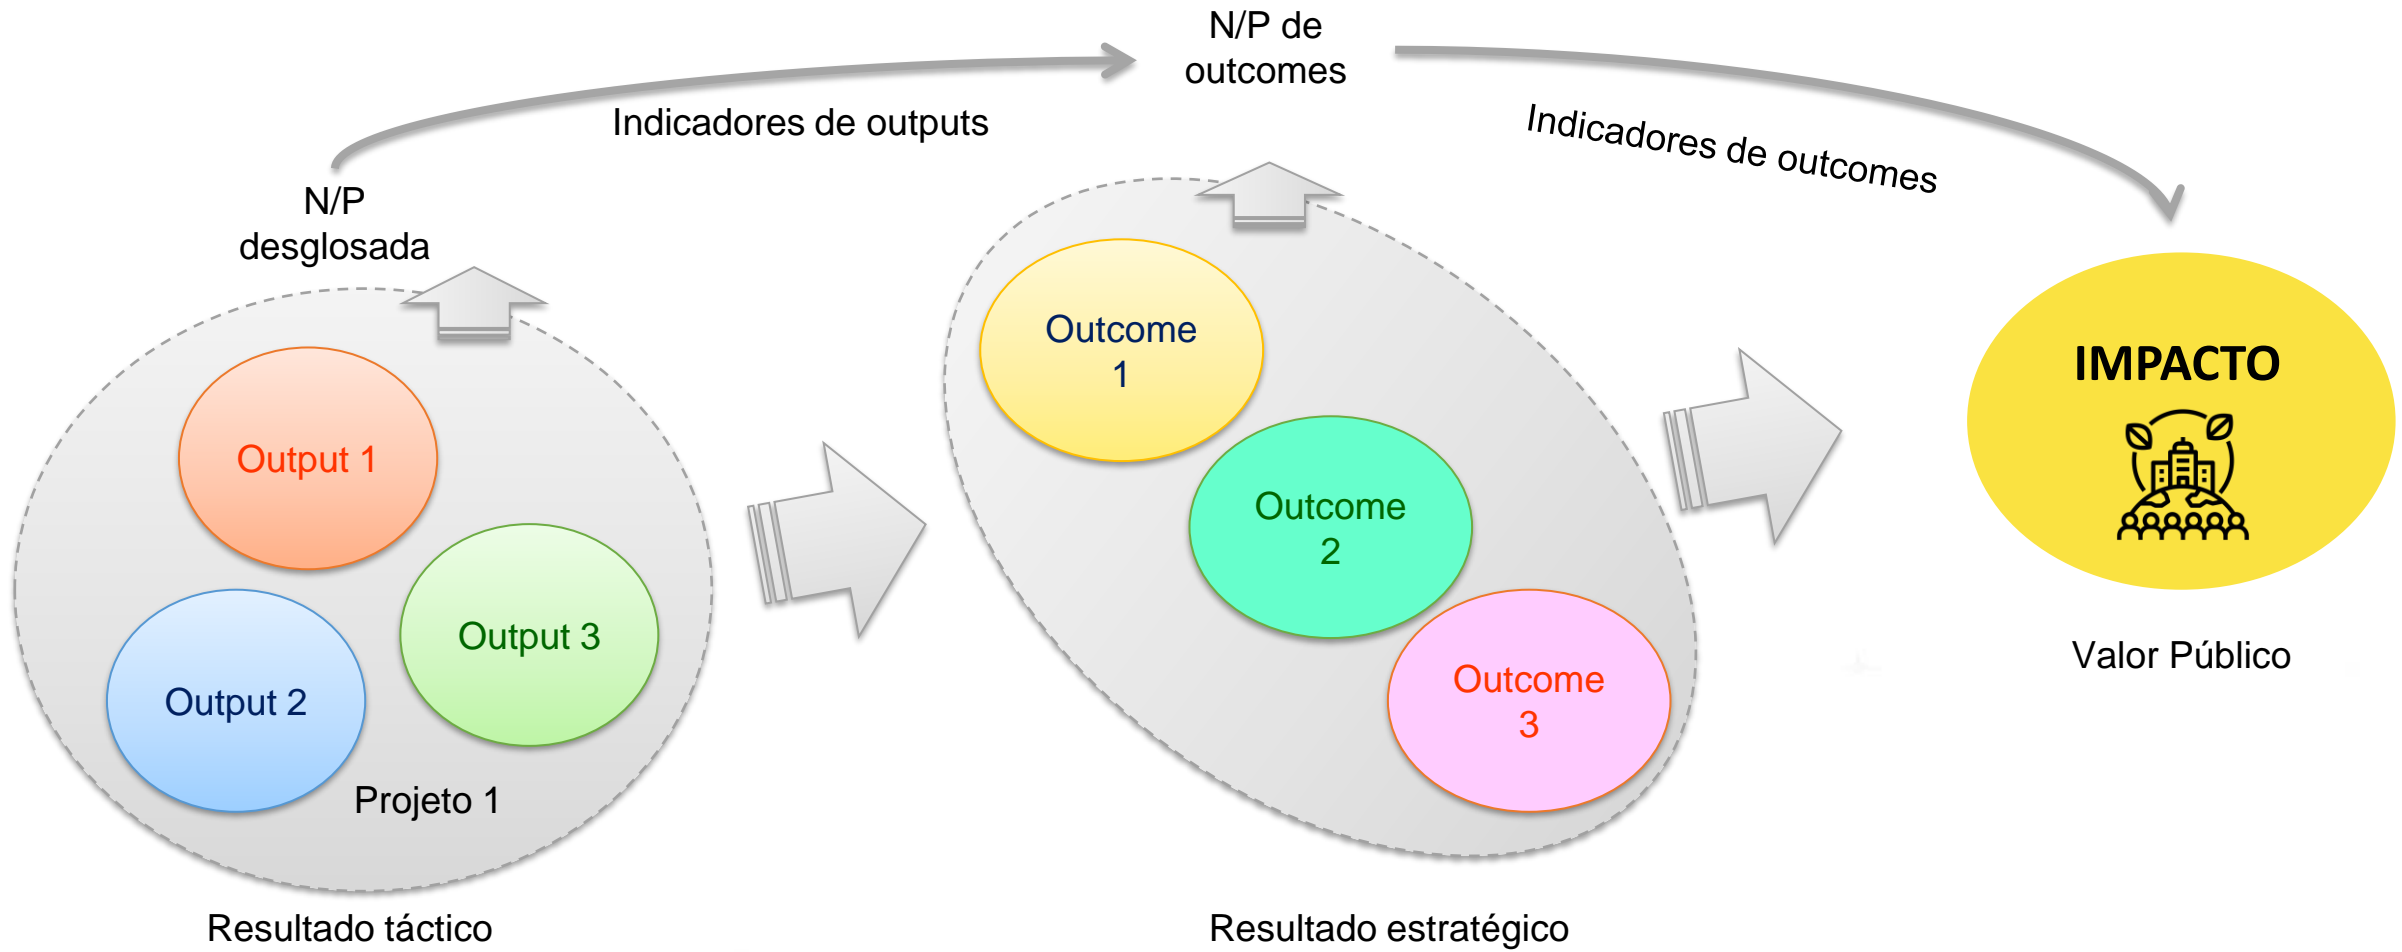 N/P de
outcomes
Indicadores de outputs
Indicadores de outcomes
N/P
desglosada
Output 1
Output 2
Output 3
Projeto 1
Resultado táctico
Outcome
1
Outcome
2
Outcome
3
Resultado estratégico
IMPACTO
Valor Público